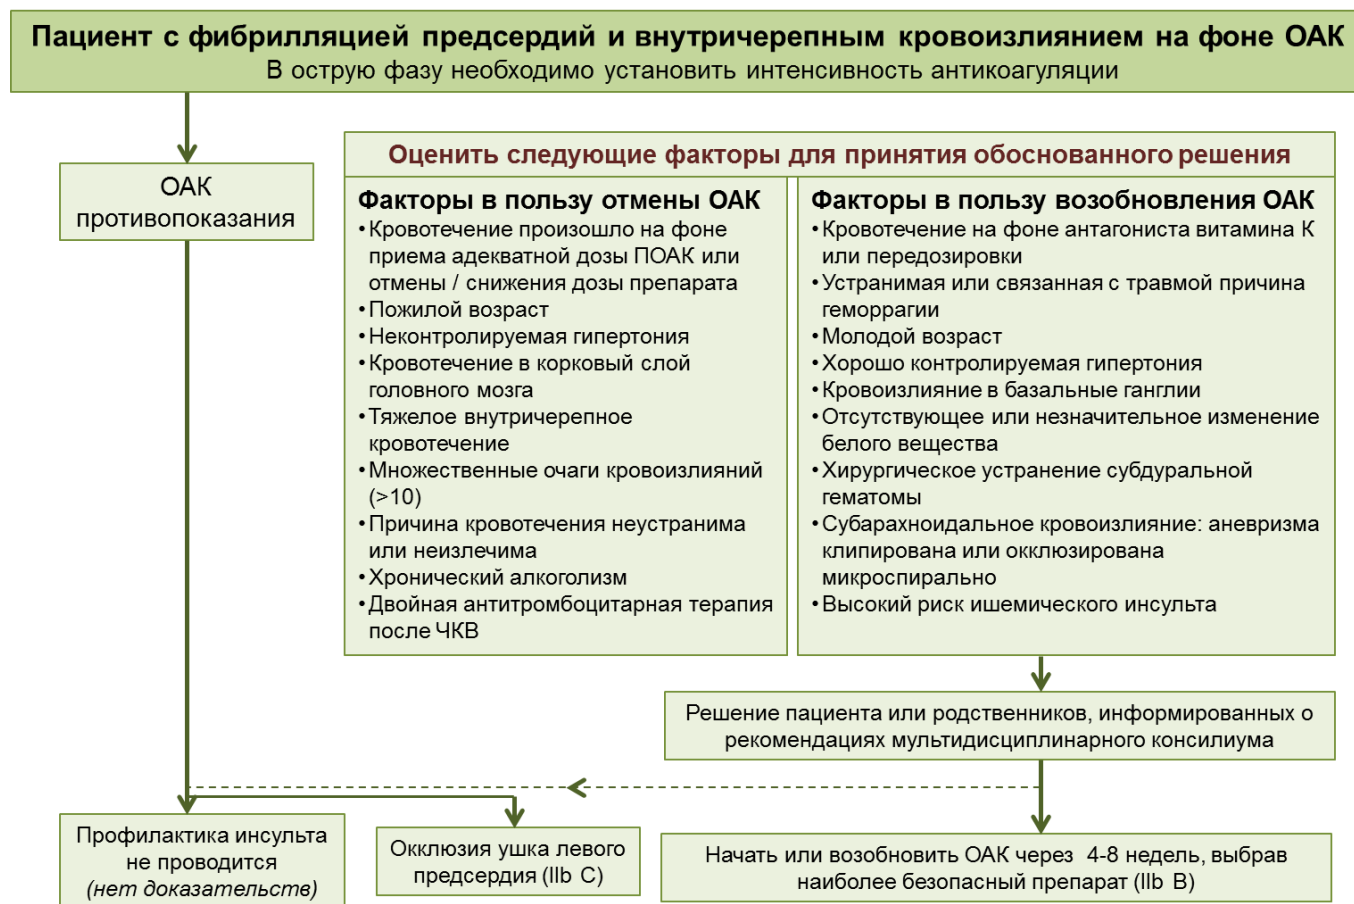 Пациент с фибрилляцией предсердий и внутричерепным кровоизлиянием на фоне ОАК
В острую фазу необходимо установить интенсивность антикоагуляции
ОАК
противопоказания
Оценить следующие факторы для принятия обоснованного решения
Факторы в пользу отмены ОАК
•Кровотечение произошло на фоне
приема адекватной дозы ПОАК или
отмены / снижения дозы препарата
•Пожилой возраст
•Неконтролируемая гипертония
•Кровотечение в корковый слой
головного мозга
•Тяжелое внутричерепное
кровотечение
•Множественные очаги кровоизлияний
(>10)
•Причина кровотечения неустранима
или неизлечима
•Хронический алкоголизм
•Двойная антитромбоцитарная терапия
после ЧКВ
Факторы в пользу возобновления ОАК
•Кровотечение на фоне антагониста витамина К
или передозировки
•Устранимая или связанная с травмой причина
геморрагии
•Молодой возраст
•Хорошо контролируемая гипертония
•Кровоизлияние в базальные ганглии
•Отсутствующее или незначительное изменение
белого вещества
•Хирургическое устранение субдуральной
гематомы
•Субарахноидальное кровоизлияние: аневризма
клипирована или окклюзирована
микроспирально
•Высокий риск ишемического инсульта
Решение пациента или родственников, информированных о
рекомендациях мультидисциплинарного консилиума
Профилактика инсульта
не проводится
(нет доказательств)
Окклюзия ушка левого
предсердия (IIb C)
Начать или возобновить ОАК через 4-8 недель, выбрав
наиболее безопасный препарат (IIb B)